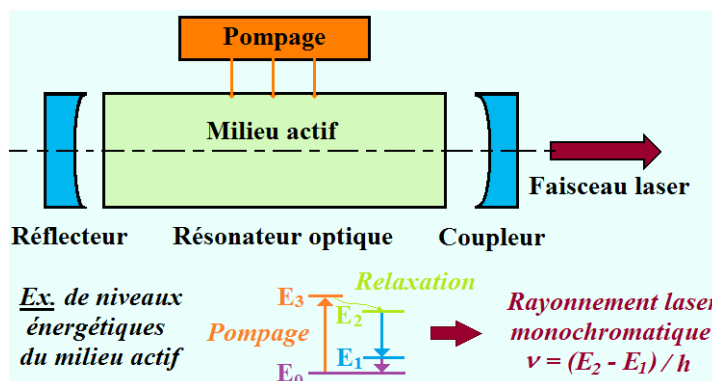 Pompage
Milieu actif
Faisceau laser
Réflecteur
Résonateur optique
Coupleur
Ex. de niveaux
énergétiques
du milieu actif
Relaxation
E3
E2
Pompage
E1
E0
Rayonnement laser
monochromatique
ν = (E2 - E1) / h